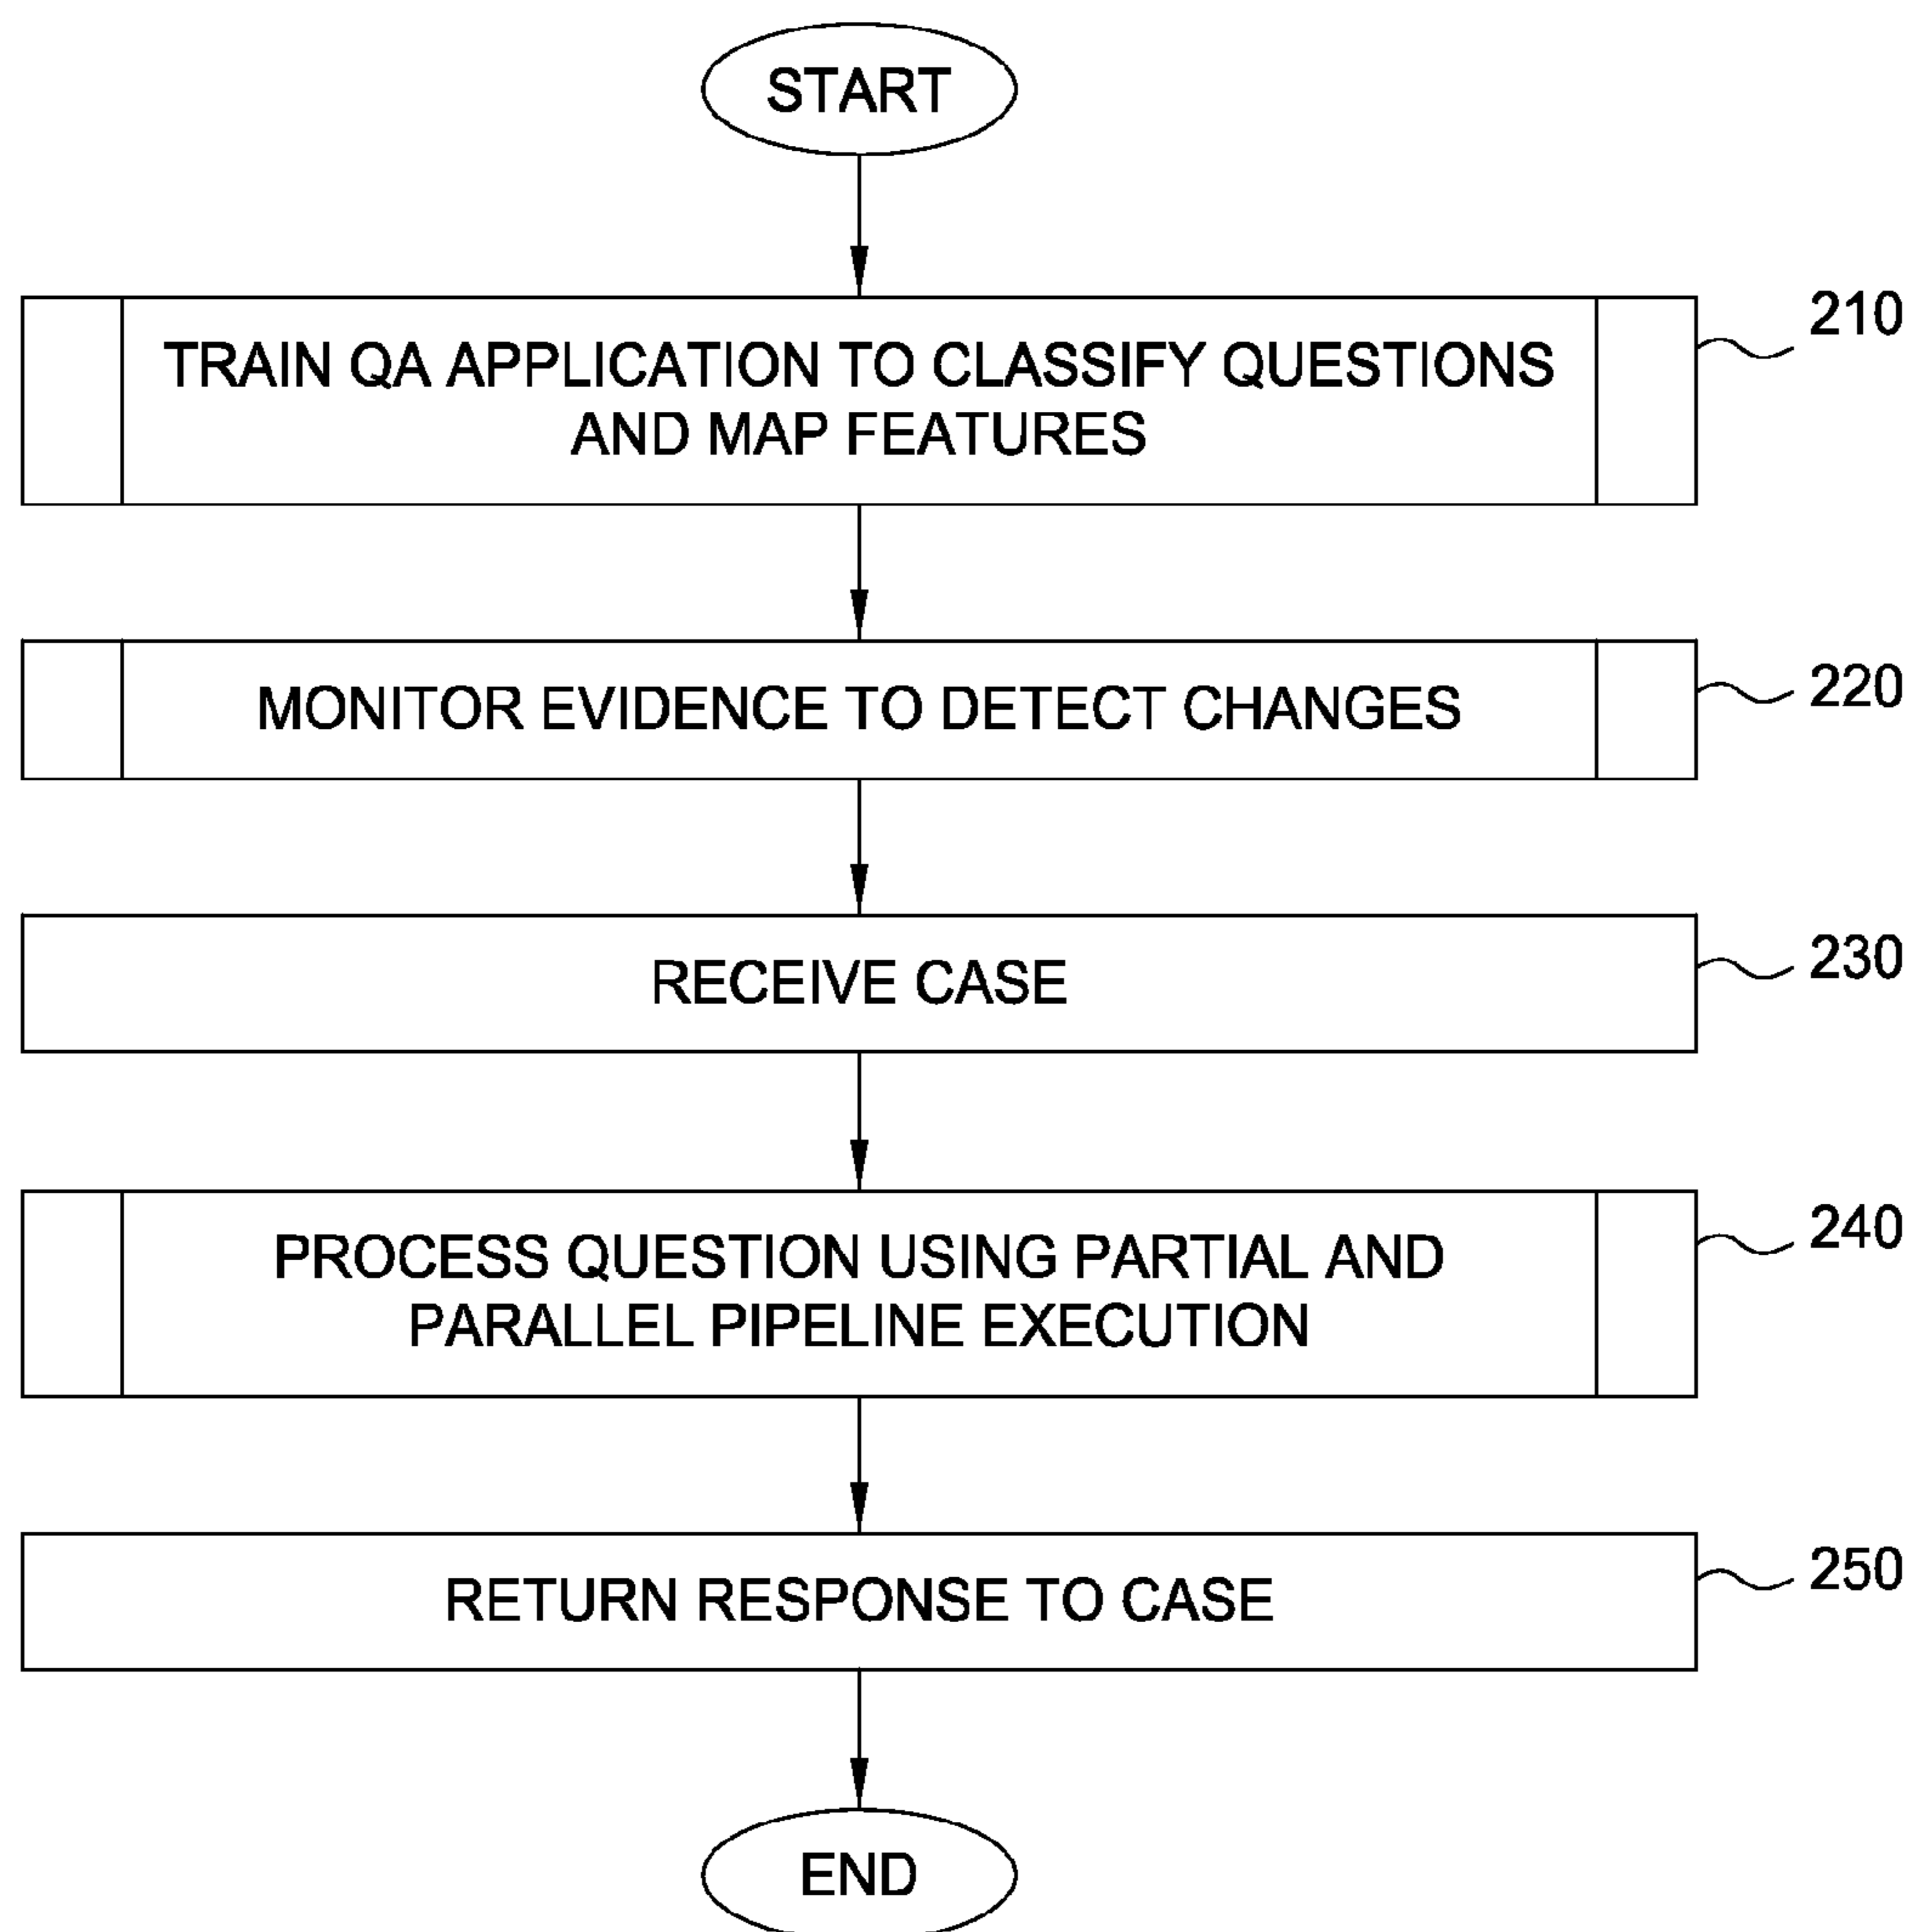 START
TRAIN QA APPLICATION TO CLASSIFY QUESTIONS
AND MAP FEATURES
210
MONITOR EVIDENCE TO DETECT CHANGES
220
RECEIVE CASE
230
PROCESS QUESTION USING PARTIAL AND
PARALLEL PIPELINE EXECUTION
240
RETURN RESPONSE TO CASE
250
END